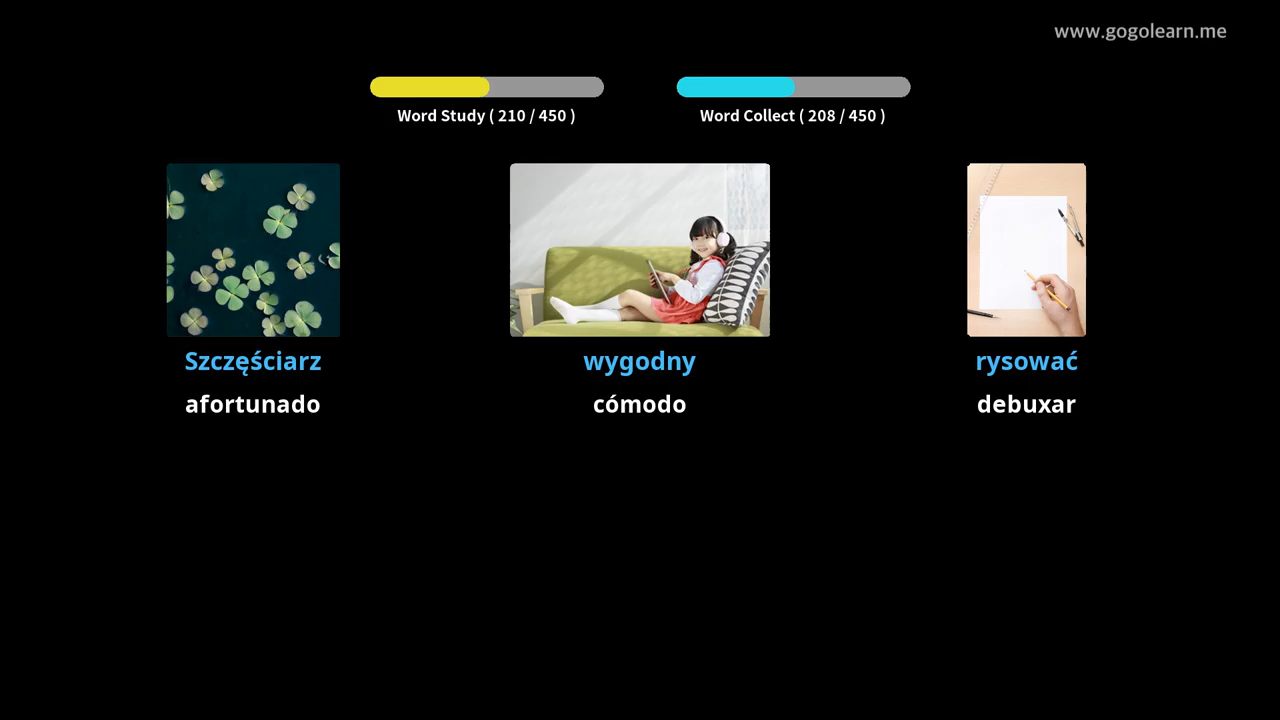 www.gogolearn.me
Word Study ( 210 / 450 )
Word Collect ( 208 / 450 )
Szczęściarz
afortunado
wygodny
cómodo
rysować
debuxar